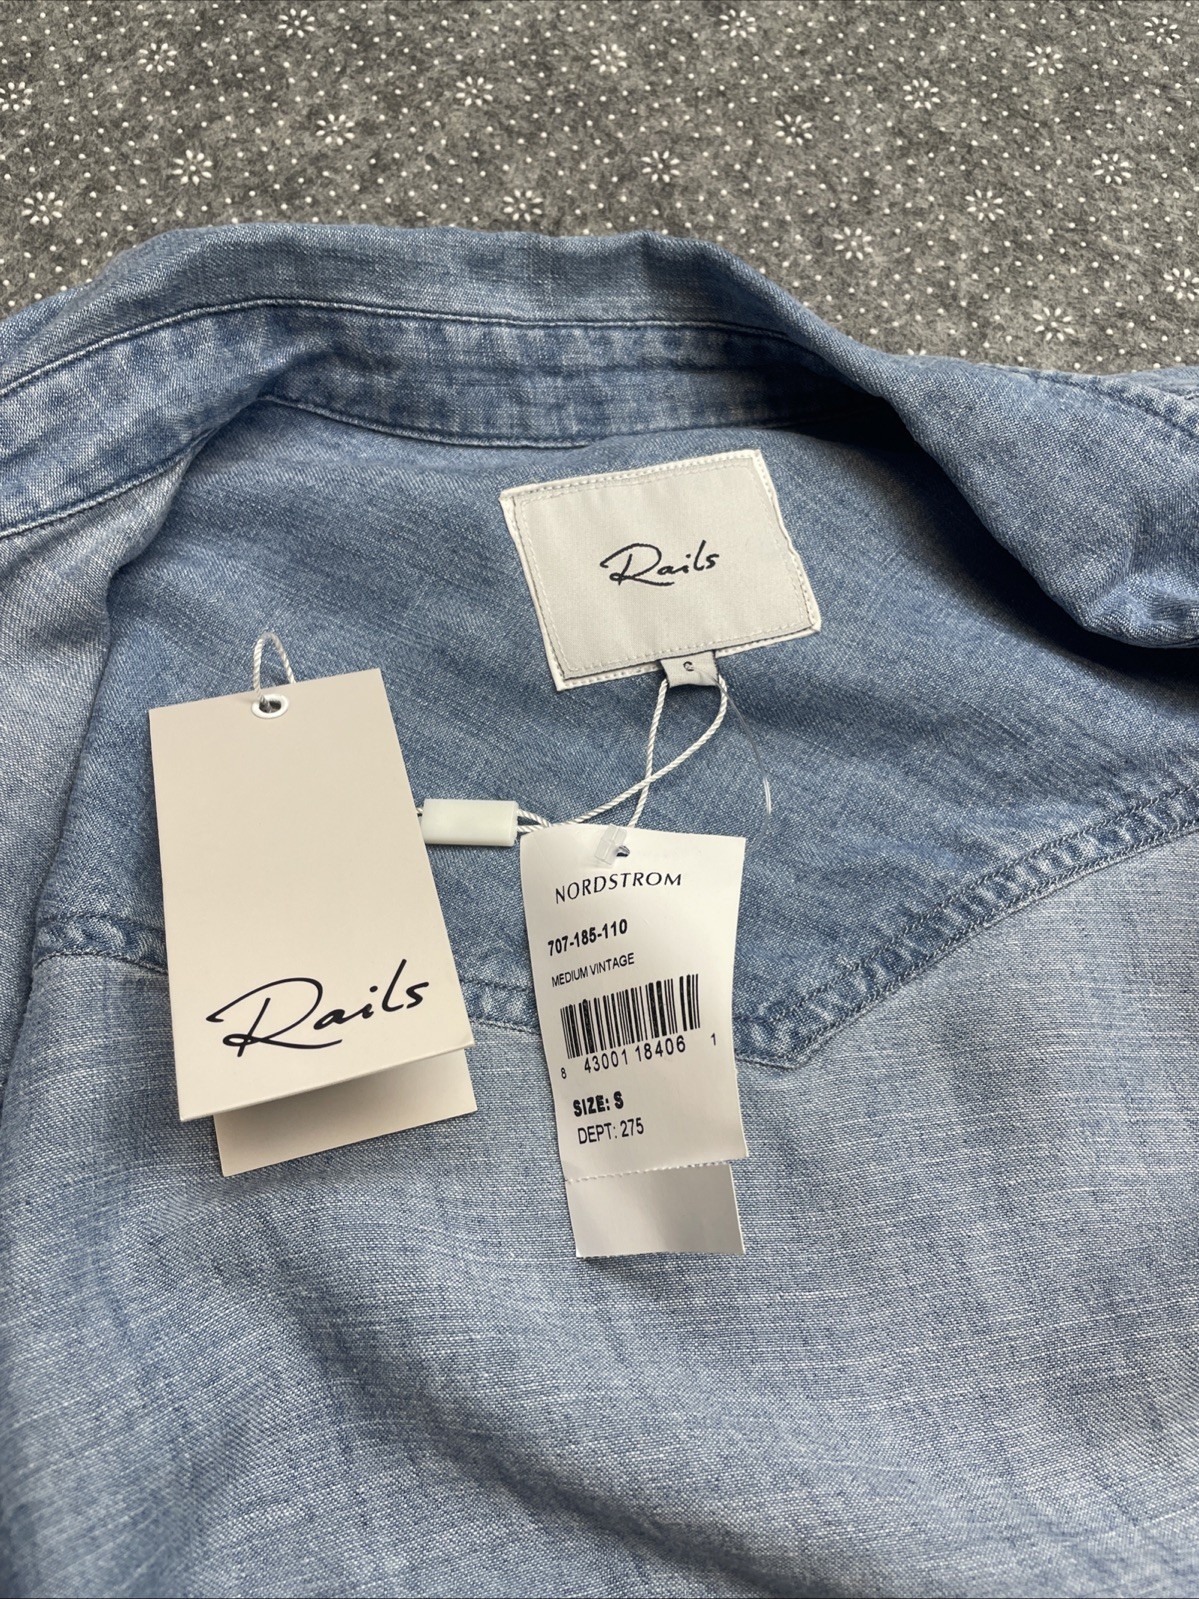 Rails
S
Rails
NORDSTROM
707-185-110
MEDIUM VINTAGE
8 43001 18406 1
SIZE: S
DEPT: 275